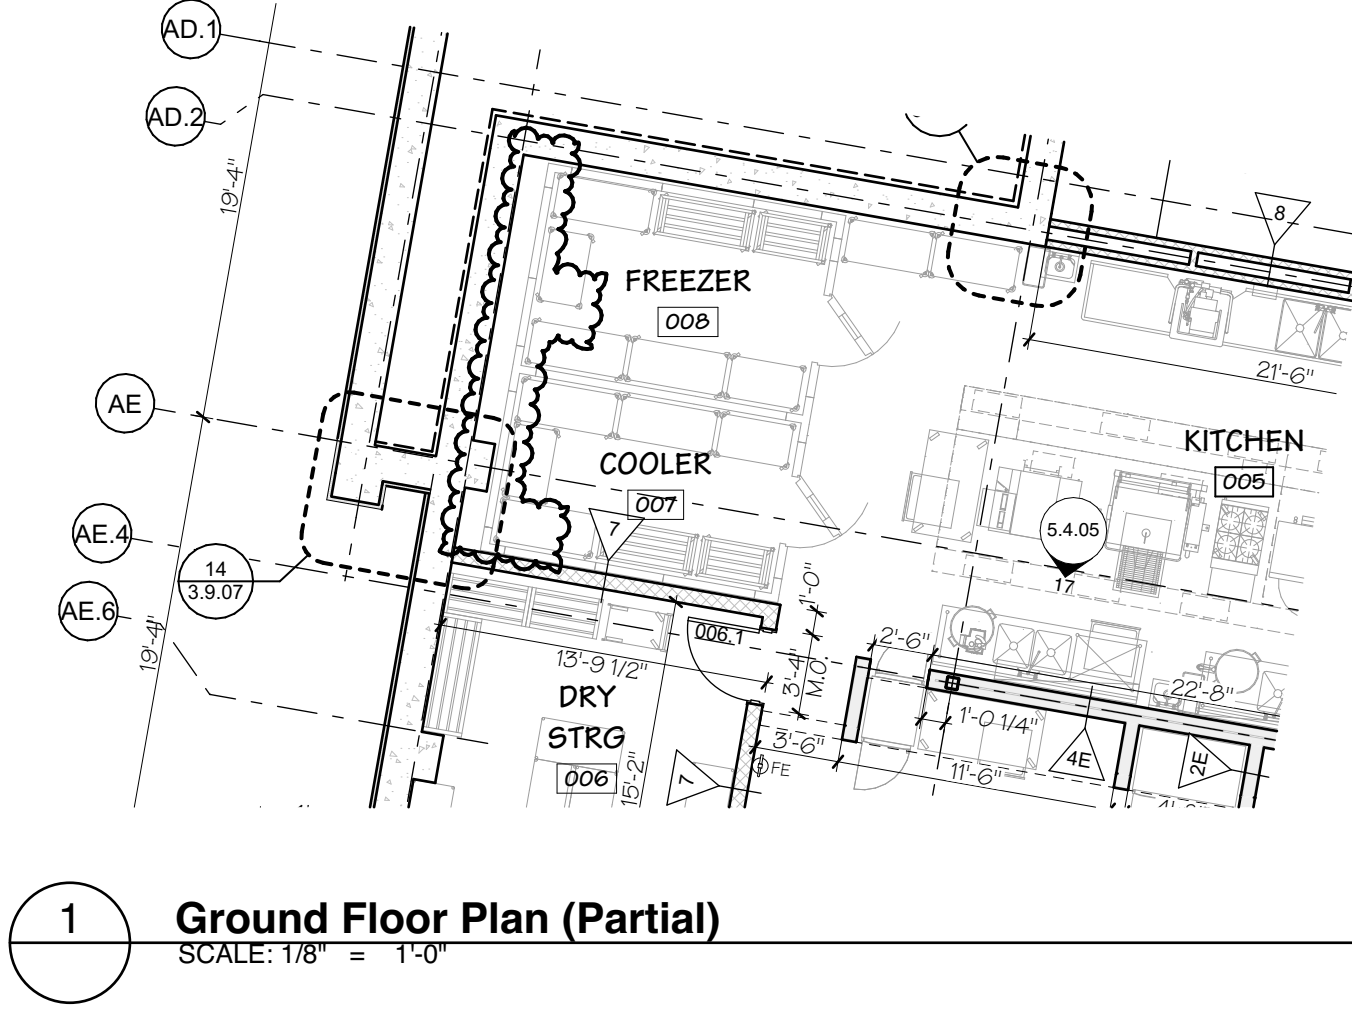 AD.1
AD.2
19'-4"
8
FREEZER
008
21'-6"
AE
KITCHEN
005
COOLER
007
7
AE.4
5.4.05
17
14
3.9.07
AE.6
19'-4"
1'-0"
006.1
2'-6"
13'-9 1/2"
3'-4"
M.O.
DRY
STRG
006
22'-8"
1'-0 1/4"
3'-6"
4E
2E
FE
11'-6"
7
15'-2"
1
Ground Floor Plan (Partial)
SCALE: 1/8" = 1'-0"